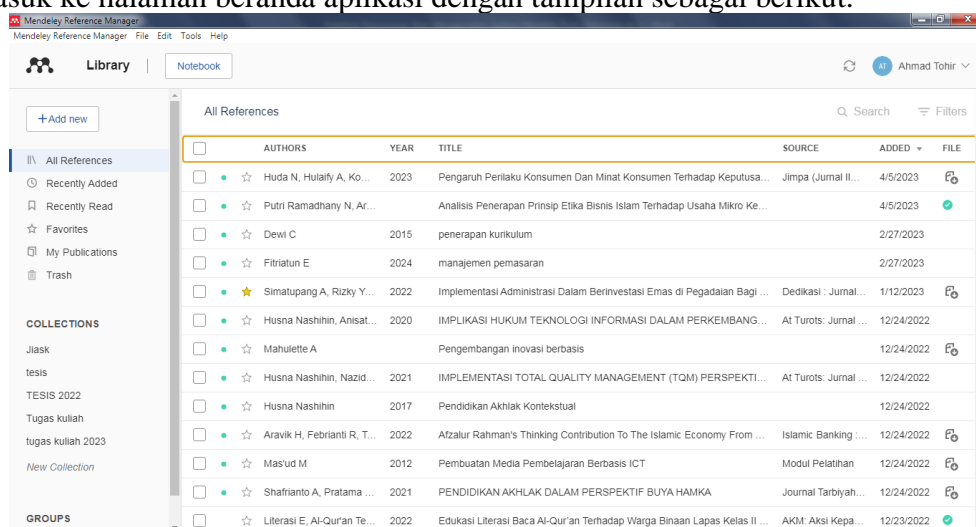 masuk ke halaman beranda aplikasi dengan tampilan sebagai berikut.
Mendeley Reference Manager
Mendeley Reference Manager File Edit Tools Help
Library | Notebook
AT Ahmad Tohir
+Add new
All References
Search Filters
AUTHORS YEAR TITLE SOURCE ADDED FILE
All References
Recently Added
Recently Read
Favorites
My Publications
Trash
COLLECTIONS
Jiask
tesis
TESIS 2022
Tugas kuliah
tugas kuliah 2023
New Collection
GROUPS
Huda N, Hulaify A, Ko... 2023 Pengaruh Perilaku Konsumen Dan Minat Konsumen Terhadap Keputusa... Jimpa (Jurnal Il... 4/5/2023
Putri Ramadhany N, Ar... Analisis Penerapan Prinsip Etika Bisnis Islam Terhadap Usaha Mikro Ke... 4/5/2023
Dewi C 2015 penerapan kurikulum 2/27/2023
Fitriatun E 2024 manajemen pemasaran 2/27/2023
Simatupang A, Rizky Y... 2022 Implementasi Administrasi Dalam Berinvestasi Emas di Pegadaian Bagi ... Dedikasi : Jurnal... 1/12/2023
Husna Nashihin, Anisat... 2020 IMPLIKASI HUKUM TEKNOLOGI INFORMASI DALAM PERKEMBANG... At Turots: Jurnal ... 12/24/2022
Mahulette A Pengembangan inovasi berbasis 12/24/2022
Husna Nashihin, Nazid... 2021 IMPLEMENTASI TOTAL QUALITY MANAGEMENT (TQM) PERSPEKTI... At Turots: Jurnal ... 12/24/2022
Husna Nashihin 2017 Pendidikan Akhlak Kontekstual 12/24/2022
Aravik H, Febrianti R, T... 2022 Afzalur Rahman's Thinking Contribution To The Islamic Economy From ... Islamic Banking :... 12/24/2022
Mas'ud M 2012 Pembuatan Media Pembelajaran Berbasis ICT Modul Pelatihan 12/24/2022
Shafrianto A, Pratama ... 2021 PENDIDIKAN AKHLAK DALAM PERSPEKTIF BUYA HAMKA Journal Tarbiyah... 12/24/2022
Literasi E, Al-Qur'an Te... 2022 Edukasi Literasi Baca Al-Qur'an Terhadap Warga Binaan Lapas Kelas II ... AKM: Aksi Kepa... 12/23/2022